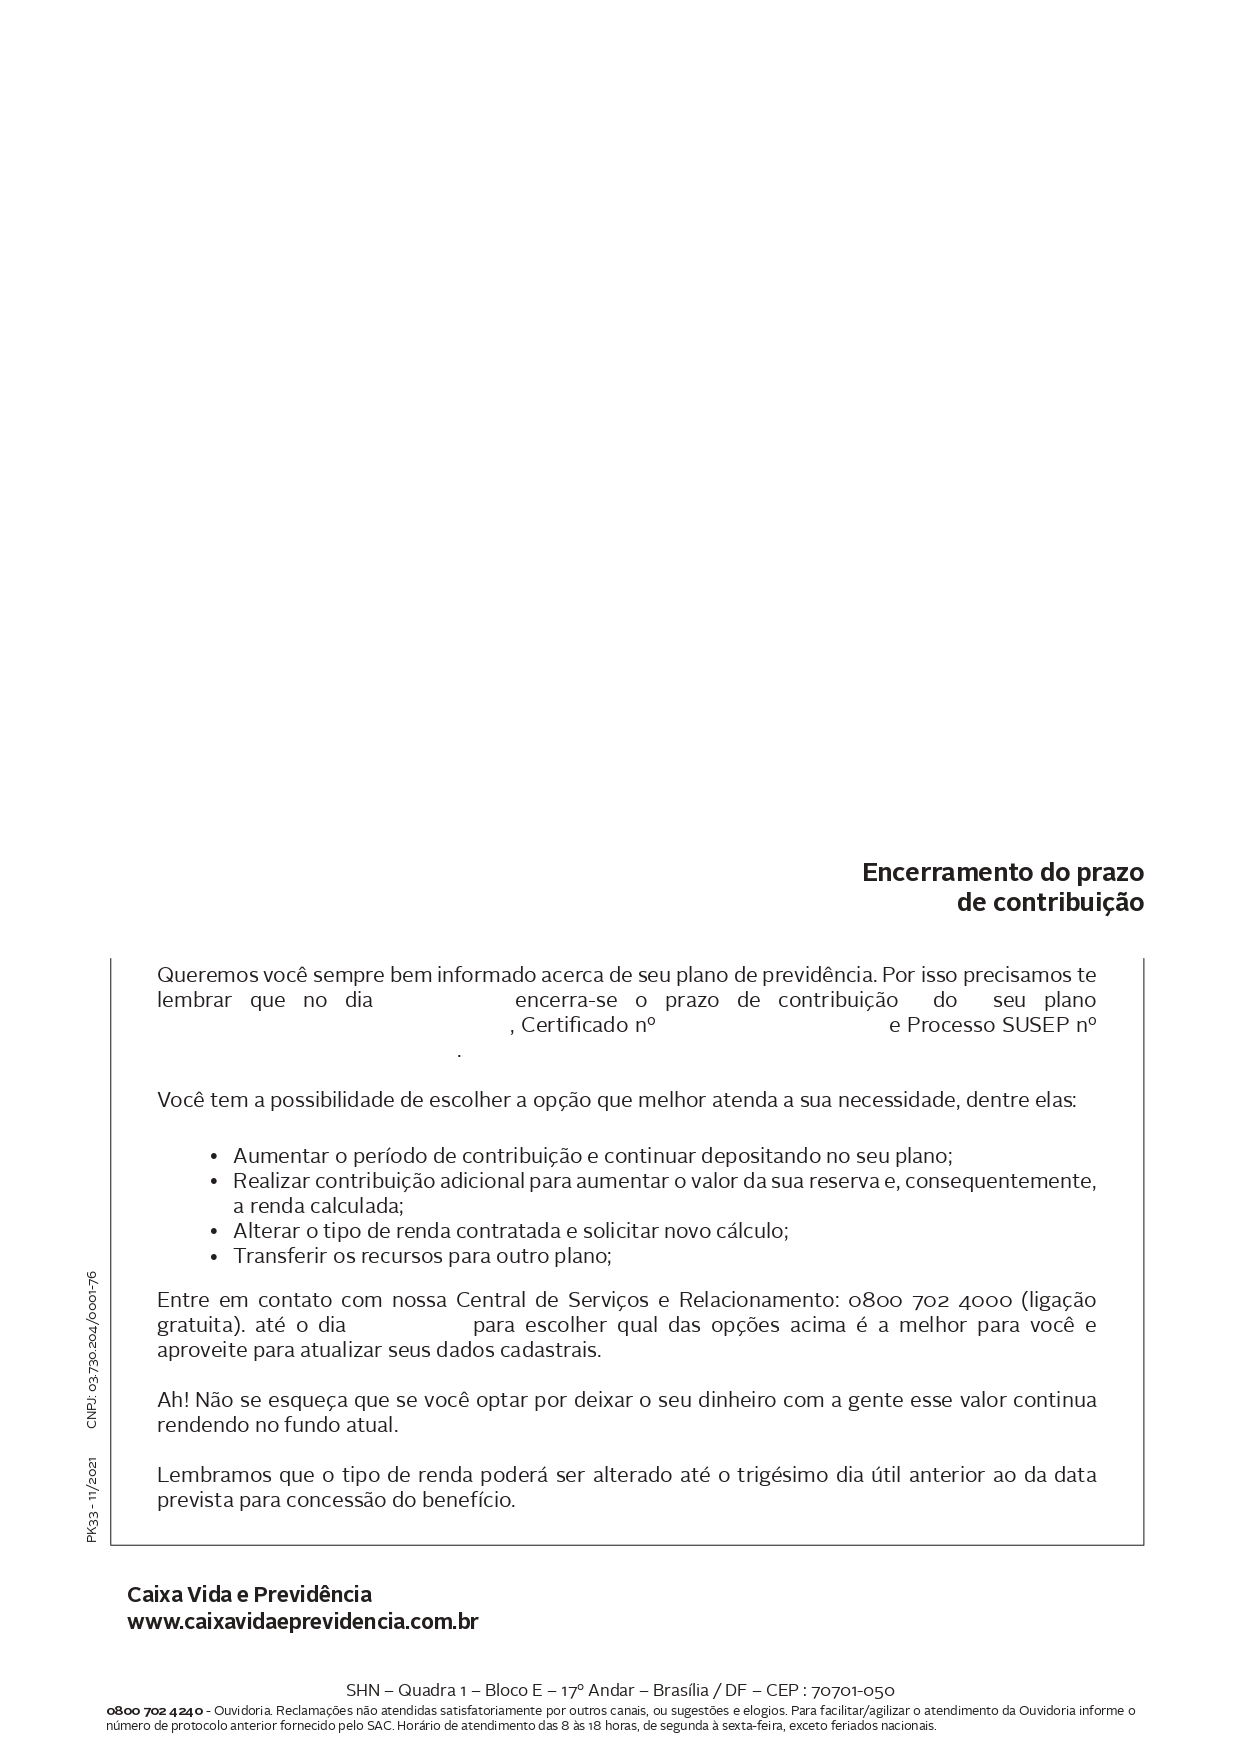 Encerramento do prazo
de contribuição
Queremos você sempre bem informado acerca de seu plano de previdência. Por isso precisamos te
lembrar que no dia encerra-se o prazo de contribuição do seu plano
, Certificado nº e Processo SUSEP nº
.
Você tem a possibilidade de escolher a opção que melhor atenda a sua necessidade, dentre elas:
• Aumentar o período de contribuição e continuar depositando no seu plano;
• Realizar contribuição adicional para aumentar o valor da sua reserva e, consequentemente,
a renda calculada;
• Alterar o tipo de renda contratada e solicitar novo cálculo;
• Transferir os recursos para outro plano;
Entre em contato com nossa Central de Serviços e Relacionamento: 0800 702 4000 (ligação
gratuita). até o dia para escolher qual das opções acima é a melhor para você e
aproveite para atualizar seus dados cadastrais.
Ah! Não se esqueça que se você optar por deixar o seu dinheiro com a gente esse valor continua
rendendo no fundo atual.
Lembramos que o tipo de renda poderá ser alterado até o trigésimo dia útil anterior ao da data
prevista para concessão do benefício.
PK33 - 11/2021 CNPJ: 03.730.204/0001-76
Caixa Vida e Previdência
www.caixavidaeprevidencia.com.br
SHN – Quadra 1 – Bloco E – 17º Andar – Brasília / DF – CEP : 70701-050
0800 702 4240 - Ouvidoria. Reclamações não atendidas satisfatoriamente por outros canais, ou sugestões e elogios. Para facilitar/agilizar o atendimento da Ouvidoria informe o
número de protocolo anterior fornecido pelo SAC. Horário de atendimento das 8 às 18 horas, de segunda à sexta-feira, exceto feriados nacionais.